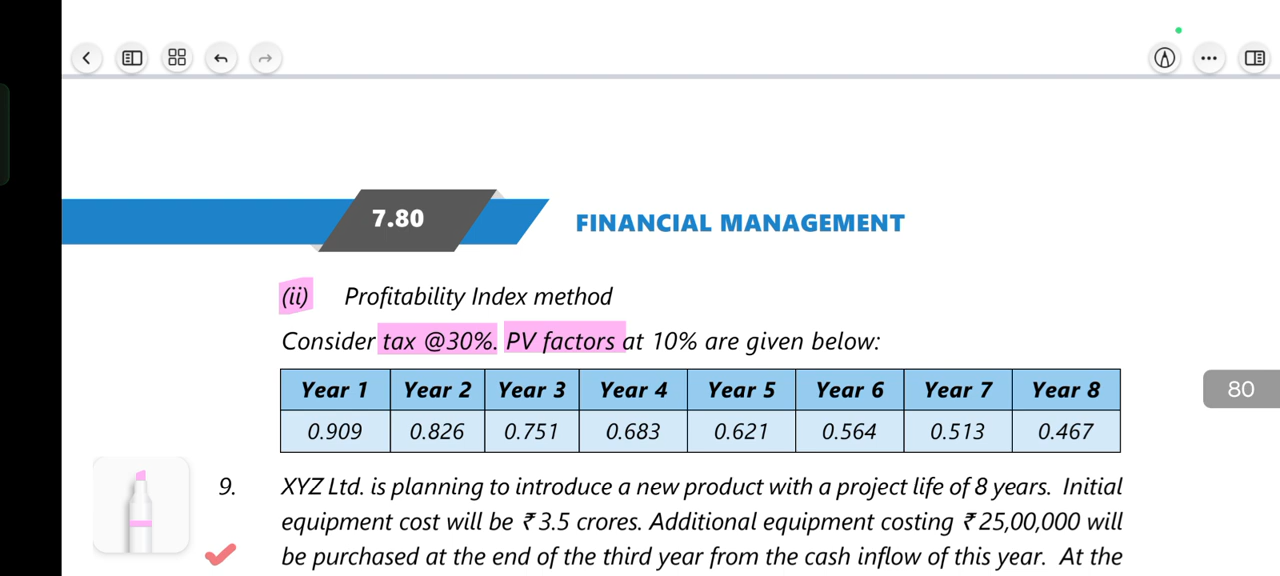 7.80
FINANCIAL MANAGEMENT
(ii) Profitability Index method
Consider tax @30%. PV factors at 10% are given below:
Year 1 Year 2 Year 3 Year 4 Year 5 Year 6 Year 7 Year 8
0.909 0.826 0.751 0.683 0.621 0.564 0.513 0.467
80
9. XYZ Ltd. is planning to introduce a new product with a project life of 8 years. Initial
equipment cost will be ₹ 3.5 crores. Additional equipment costing ₹ 25,00,000 will
be purchased at the end of the third year from the cash inflow of this year. At the